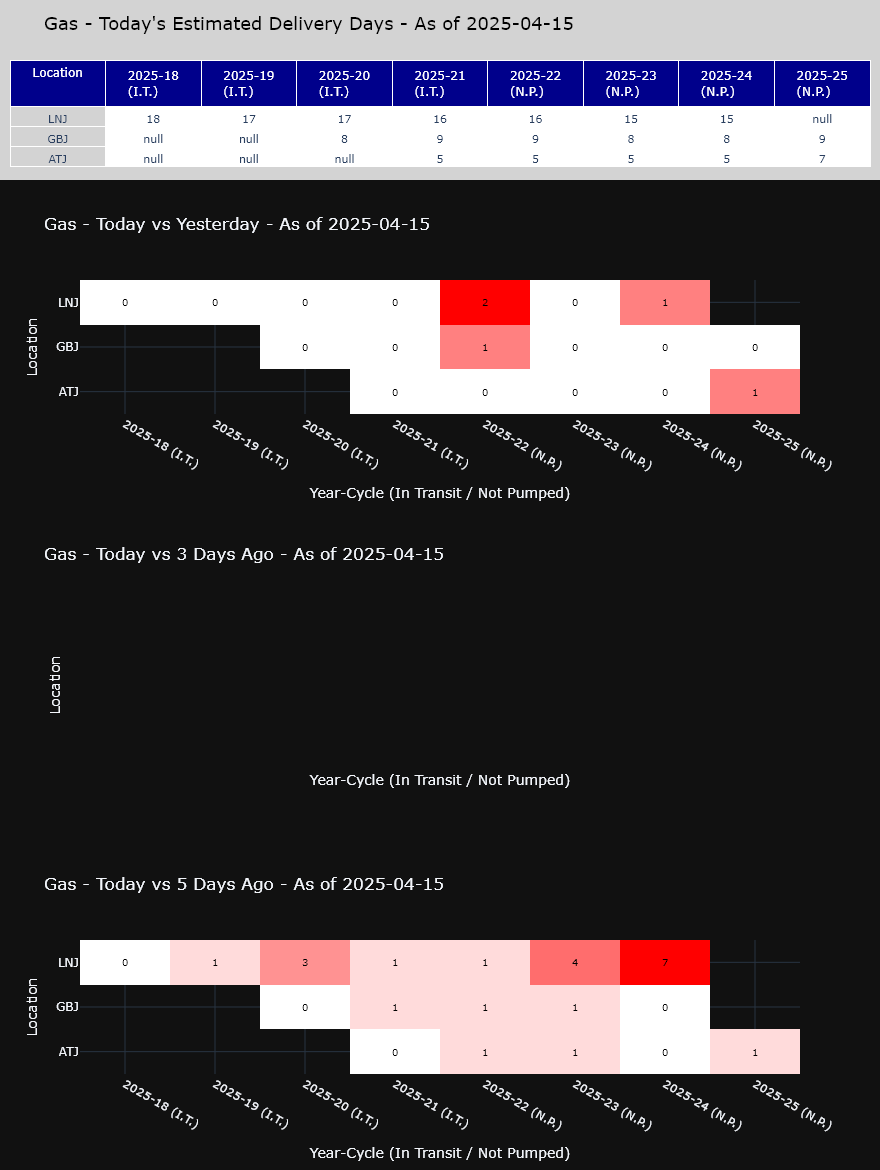 Gas - Today's Estimated Delivery Days - As of 2025-04-15
Location 2025-18 (I.T.) 2025-19 (I.T.) 2025-20 (I.T.) 2025-21 (I.T.) 2025-22 (N.P.) 2025-23 (N.P.) 2025-24 (N.P.) 2025-25 (N.P.)
LNJ 18 17 17 16 16 15 15 null
GBJ null null 8 9 9 8 8 9
ATJ null null null 5 5 5 5 7
Gas - Today vs Yesterday - As of 2025-04-15
Location
LNJ 0 0 0 0 2 0 1
GBJ 0 0 1 0 0 0
ATJ 0 0 0 0 1
2025-18 (I.T.) 2025-19 (I.T.) 2025-20 (I.T.) 2025-21 (I.T.) 2025-22 (N.P.) 2025-23 (N.P.) 2025-24 (N.P.) 2025-25 (N.P.)
Year-Cycle (In Transit / Not Pumped)
Gas - Today vs 3 Days Ago - As of 2025-04-15
Location
Year-Cycle (In Transit / Not Pumped)
Gas - Today vs 5 Days Ago - As of 2025-04-15
Location
LNJ 0 1 3 1 1 4 7
GBJ 0 1 1 1 0
ATJ 0 1 1 0 1
2025-18 (I.T.) 2025-19 (I.T.) 2025-20 (I.T.) 2025-21 (I.T.) 2025-22 (N.P.) 2025-23 (N.P.) 2025-24 (N.P.) 2025-25 (N.P.)
Year-Cycle (In Transit / Not Pumped)